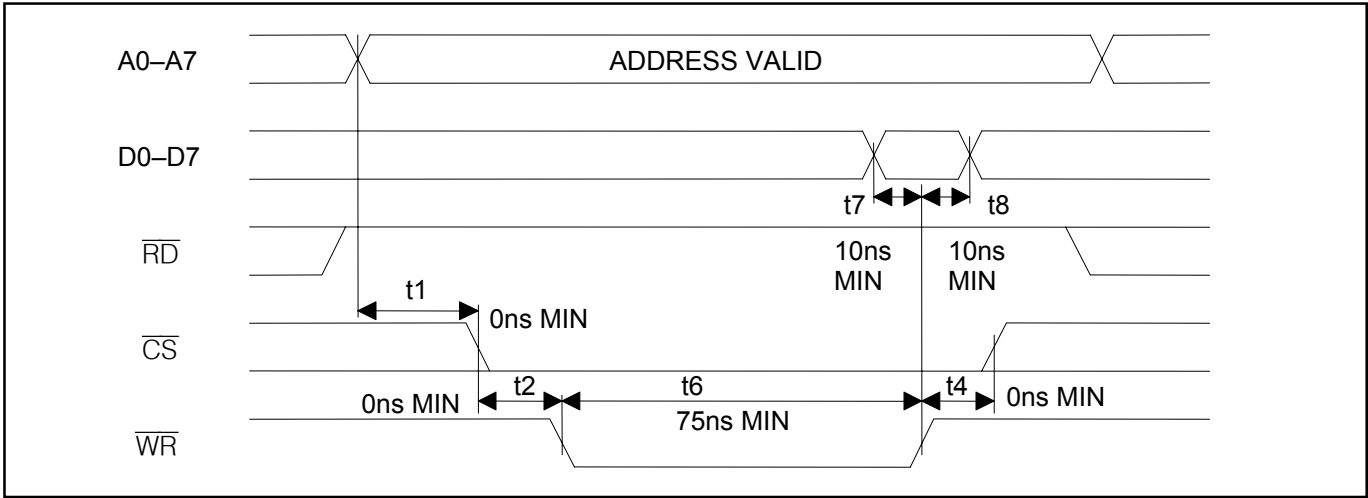 A0–A7
ADDRESS VALID
D0–D7
t7
t8
RD
10ns
MIN
10ns
MIN
t1
0ns MIN
CS
t2
t6
t4
0ns MIN
75ns MIN
0ns MIN
WR